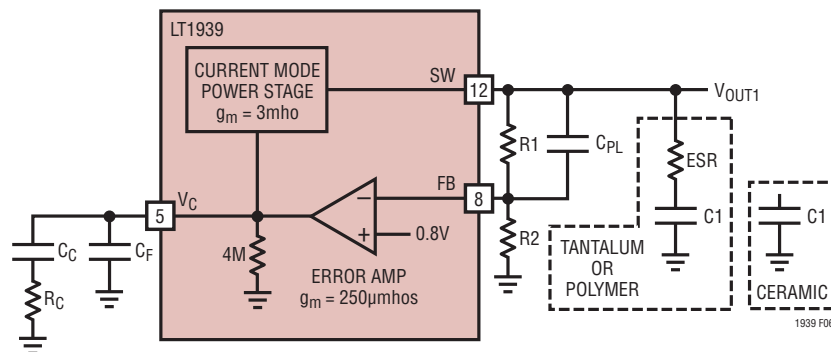 LT1939
CURRENT MODE
POWER STAGE
gm = 3mho
SW
12
VOUT1
R1
CPL
ESR
C1
C1
VC
5
FB
8
CC
CF
RC
4M
0.8V
−
+
ERROR AMP
gm = 250µmhos
R2
TANTALUM
OR
POLYMER
CERAMIC
1939 F06